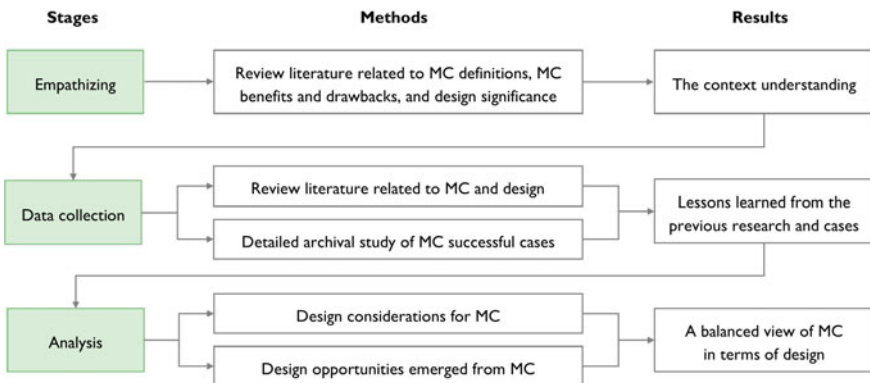 Stages Methods Results
Empathizing
Review literature related to MC definitions, MC
benefits and drawbacks, and design significance
The context understanding
Data collection
Review literature related to MC and design
Detailed archival study of MC successful cases
Lessons learned from the
previous research and cases
Analysis
Design considerations for MC
Design opportunities emerged from MC
A balanced view of MC
in terms of design